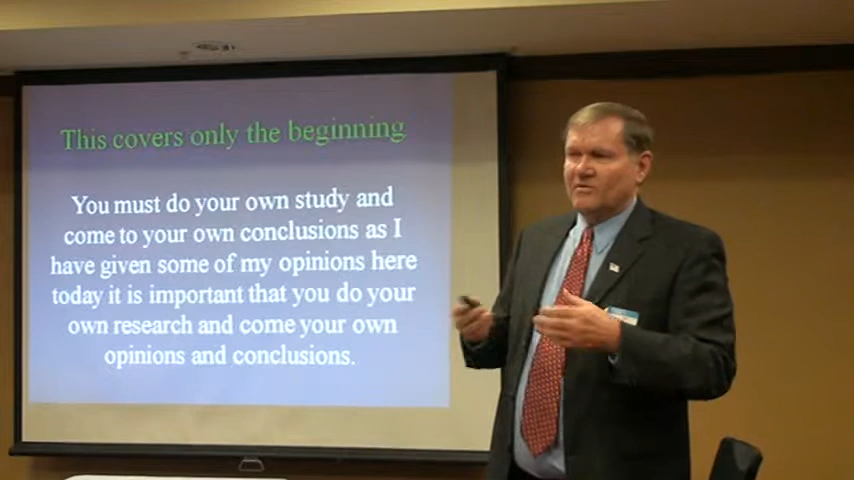 This covers only the beginning
You must do your own study and
come to your own conclusions as I
have given some of my opinions here
today it is important that you do your
own research and come your own
opinions and conclusions.